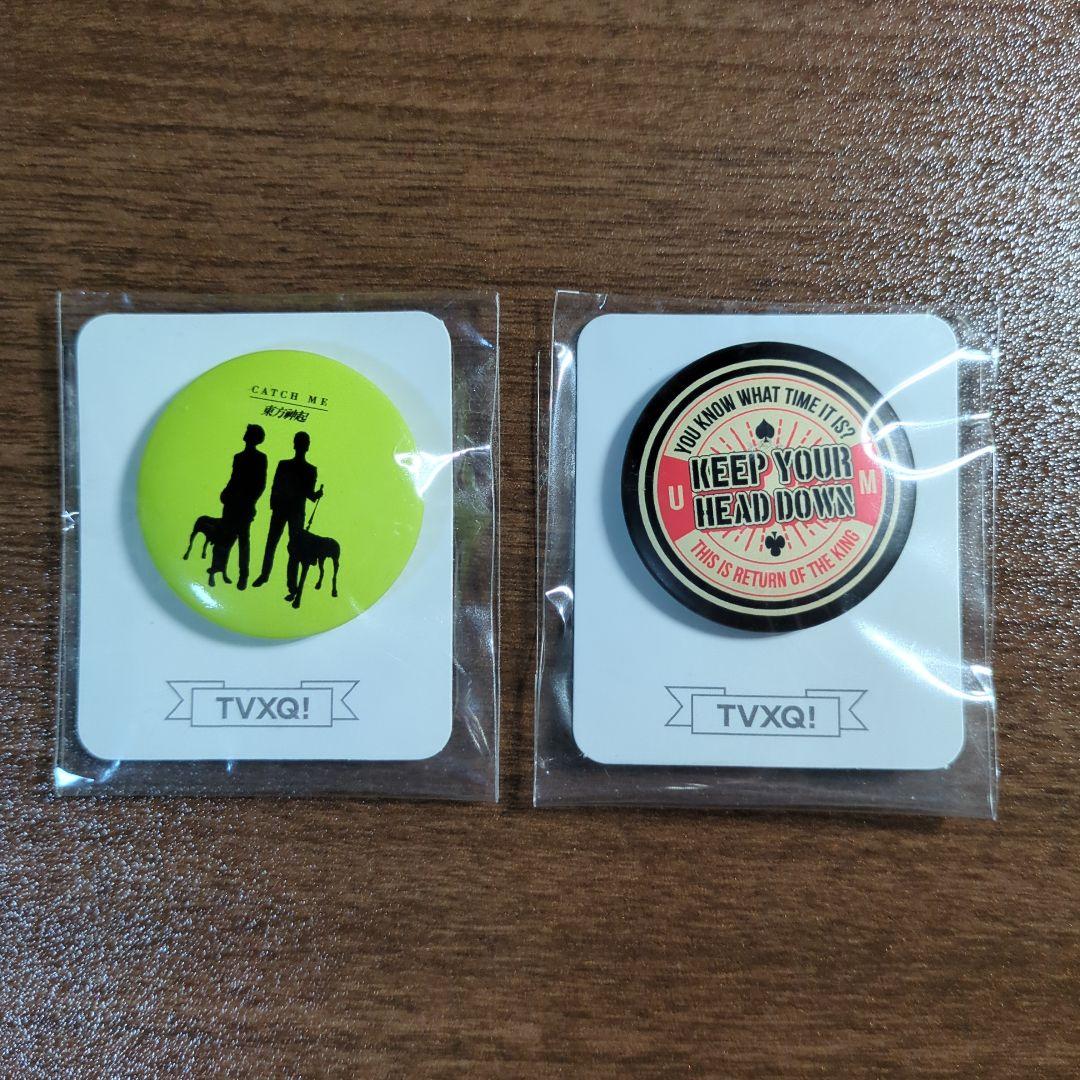 CATCH ME
東方神起
TVXQ!
YOU KNOW WHAT TIME IT IS?
U
KEEP YOUR
HEAD DOWN
M
THIS IS RETURN OF THE KING
TVXQ!